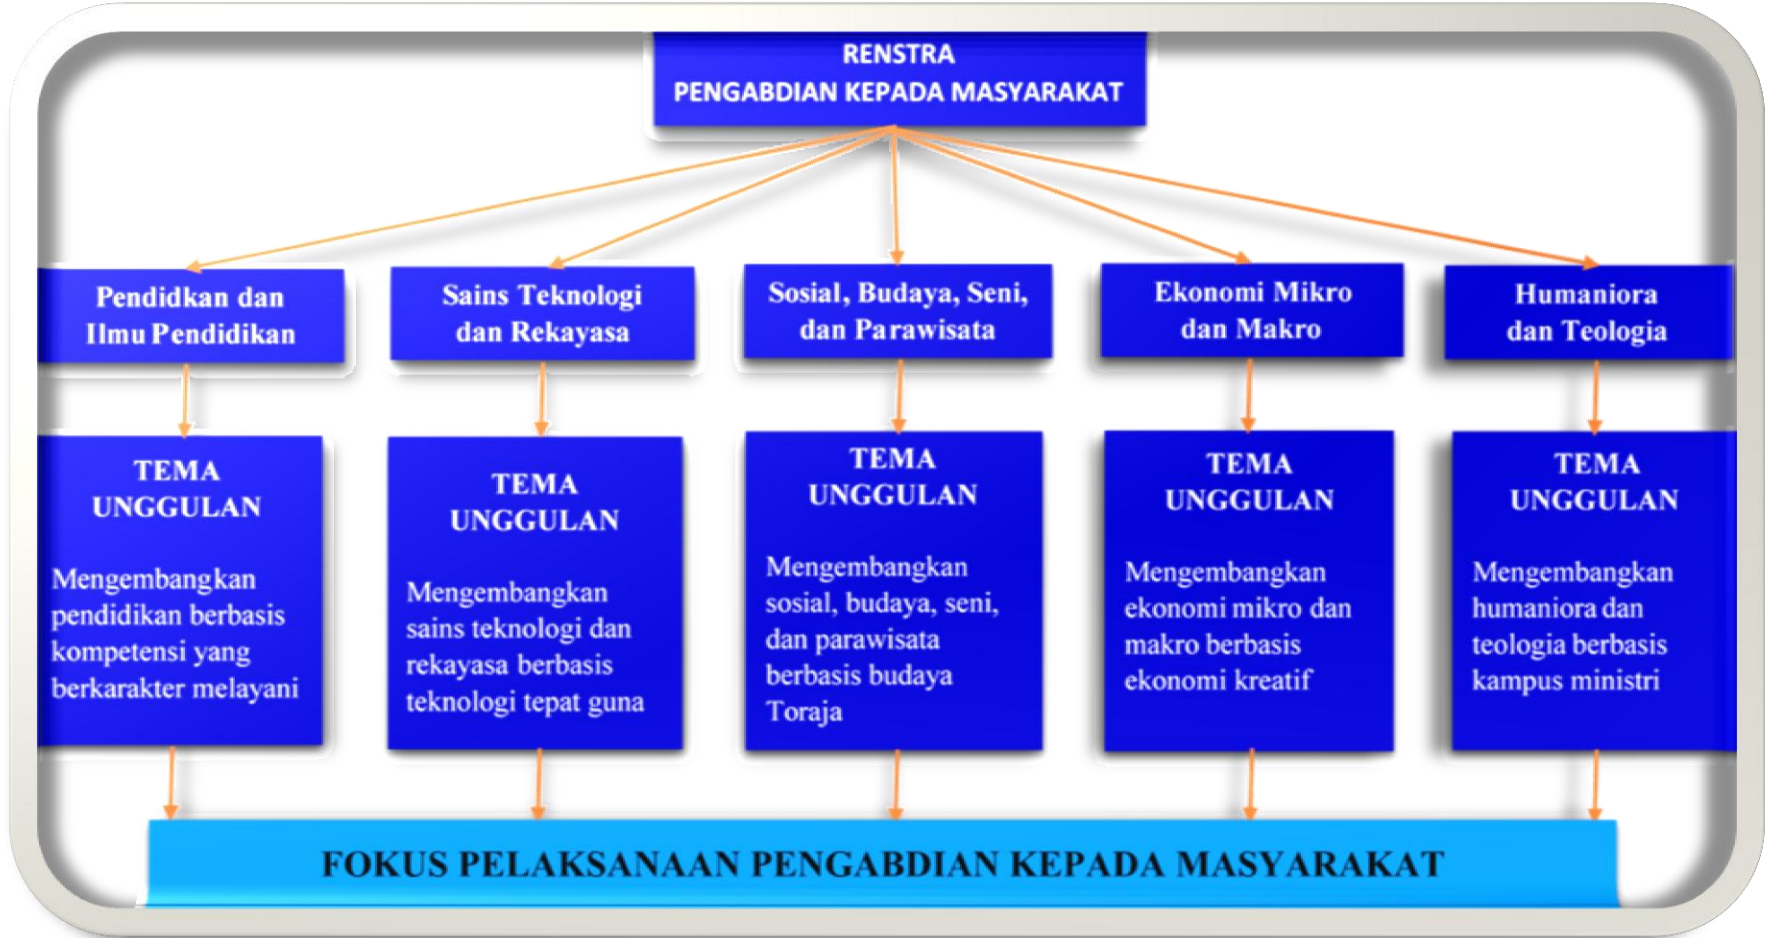 RENSTRA
PENGABDIAN KEPADA MASYARAKAT
Pendidkan dan
Ilmu Pendidikan
Sains Teknologi
dan Rekayasa
Sosial, Budaya, Seni,
dan Parawisata
Ekonomi Mikro
dan Makro
Humaniora
dan Teologia
TEMA
UNGGULAN
Mengembangkan
pendidikan berbasis
kompetensi yang
berkarakter melayani
TEMA
UNGGULAN
Mengembangkan
sains teknologi dan
rekayasa berbasis
teknologi tepat guna
TEMA
UNGGULAN
Mengembangkan
sosial, budaya, seni,
dan parawisata
berbasis budaya
Toraja
TEMA
UNGGULAN
Mengembangkan
ekonomi mikro dan
makro berbasis
ekonomi kreatif
TEMA
UNGGULAN
Mengembangkan
humaniora dan
teologia berbasis
kampus ministri
FOKUS PELAKSANAAN PENGABDIAN KEPADA MASYARAKAT